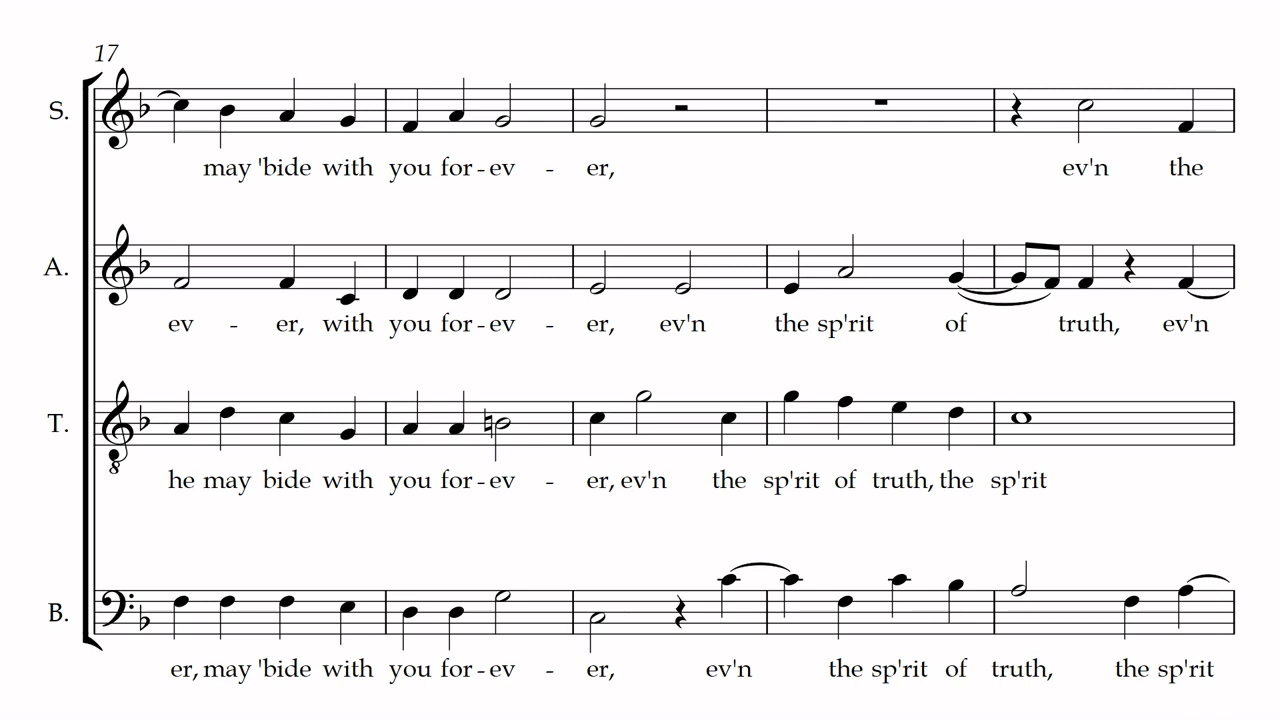 17
S.
may 'bide with you for - ev - er, ev'n the
A.
ev - er, with you for - ev - er, ev'n the sp'rit of truth, ev'n
T.
8
he may bide with you for - ev - er, ev'n the sp'rit of truth, the sp'rit
B.
er, may 'bide with you for - ev - er, ev'n the sp'rit of truth, the sp'rit